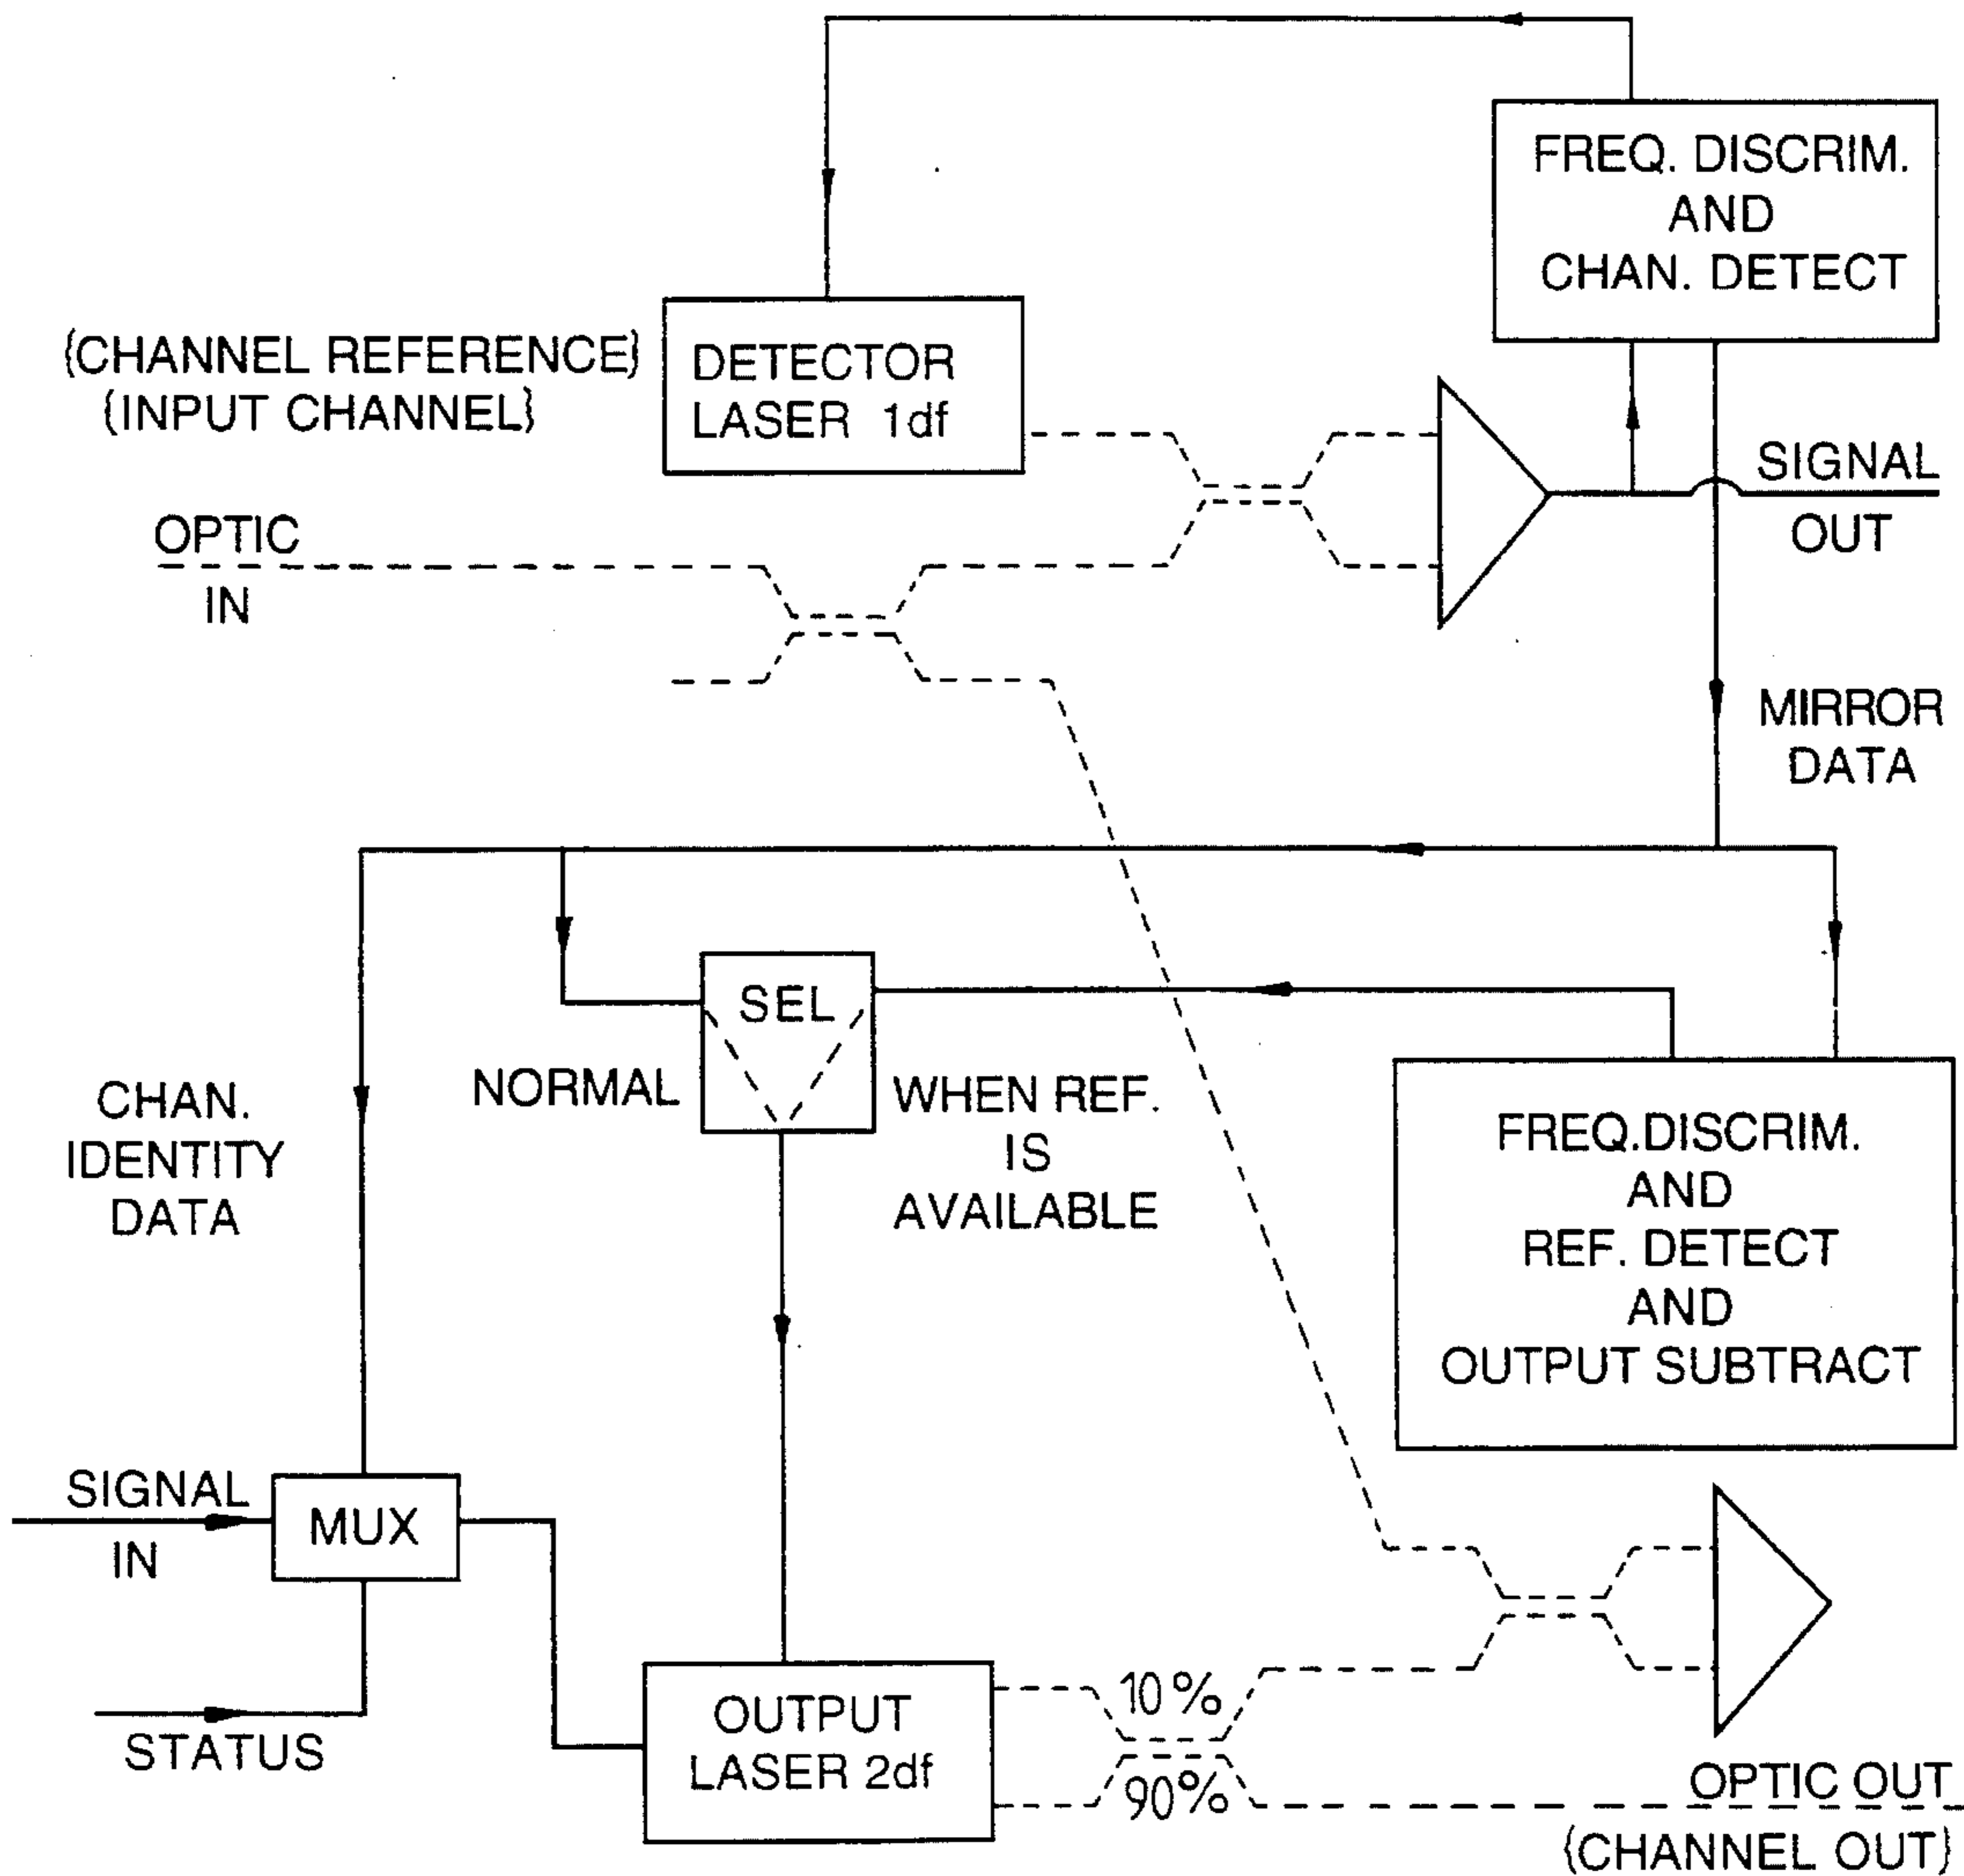 FREQ. DISCRIM.
AND
CHAN. DETECT
{CHANNEL REFERENCE}
{INPUT CHANNEL}
DETECTOR
LASER 1df
SIGNAL
OUT
OPTIC
IN
MIRROR
DATA
SEL
NORMAL
WHEN REF.
IS
AVAILABLE
CHAN.
IDENTITY
DATA
FREQ.DISCRIM.
AND
REF. DETECT
AND
OUTPUT SUBTRACT
SIGNAL
IN
MUX
STATUS
OUTPUT
LASER 2df
10%
90%
OPTIC OUT
{CHANNEL OUT}